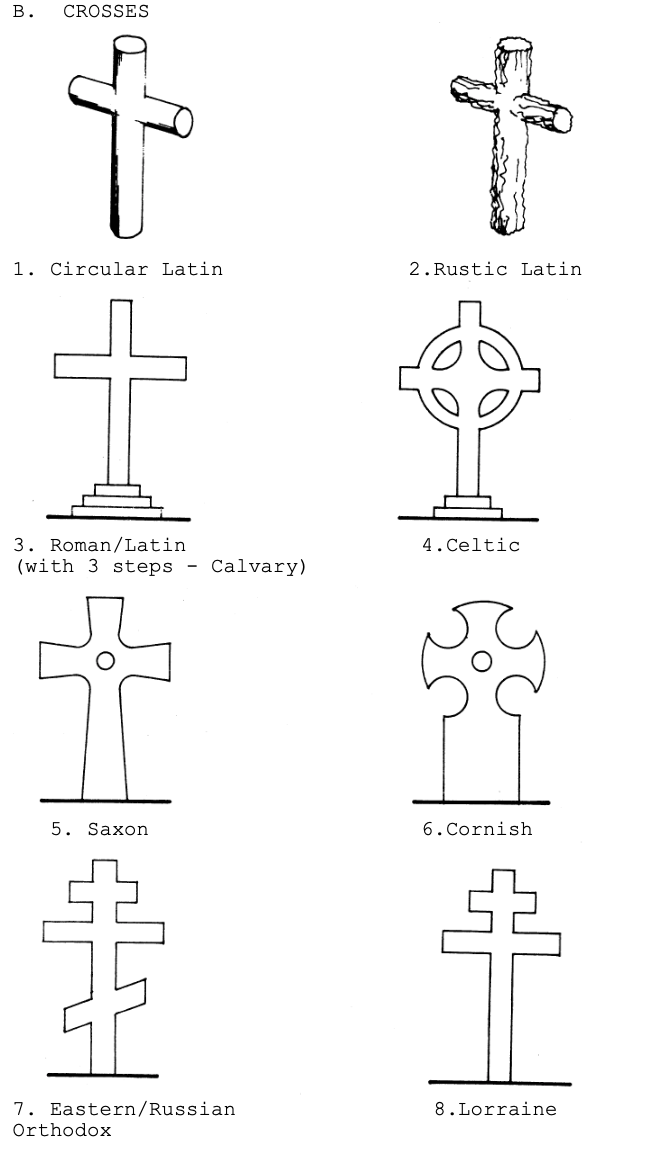 B. CROSSES
1. Circular Latin
2.Rustic Latin
3. Roman/Latin
(with 3 steps - Calvary)
4.Celtic
5. Saxon
6.Cornish
7. Eastern/Russian
Orthodox
8.Lorraine